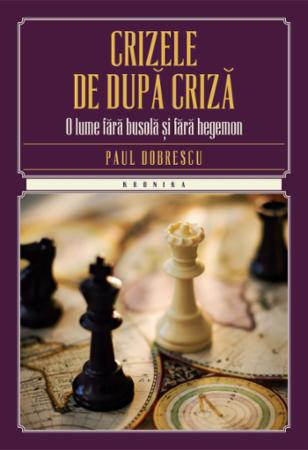 CRIZELE
DE DUPĂ CRIZĂ
O lume fără busolă și fără hegemon
PAUL DOBRESCU
KRONIKA